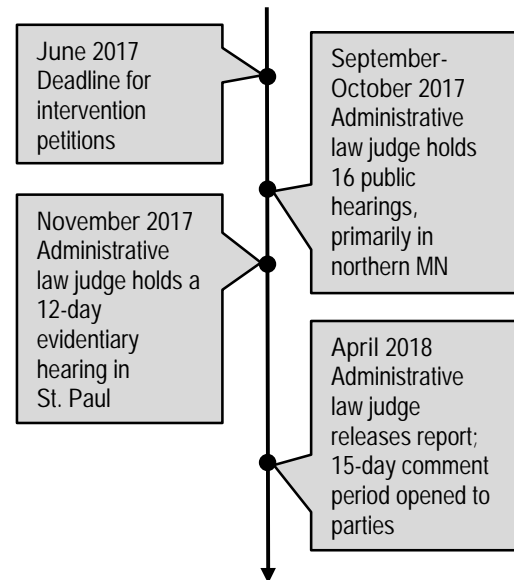 June 2017
Deadline for
intervention
petitions
September-
October 2017
Administrative
law judge holds
16 public
hearings,
primarily in
northern MN
November 2017
Administrative
law judge holds a
12-day
evidentiary
hearing in
St. Paul
April 2018
Administrative
law judge
releases report;
15-day comment
period opened to
parties